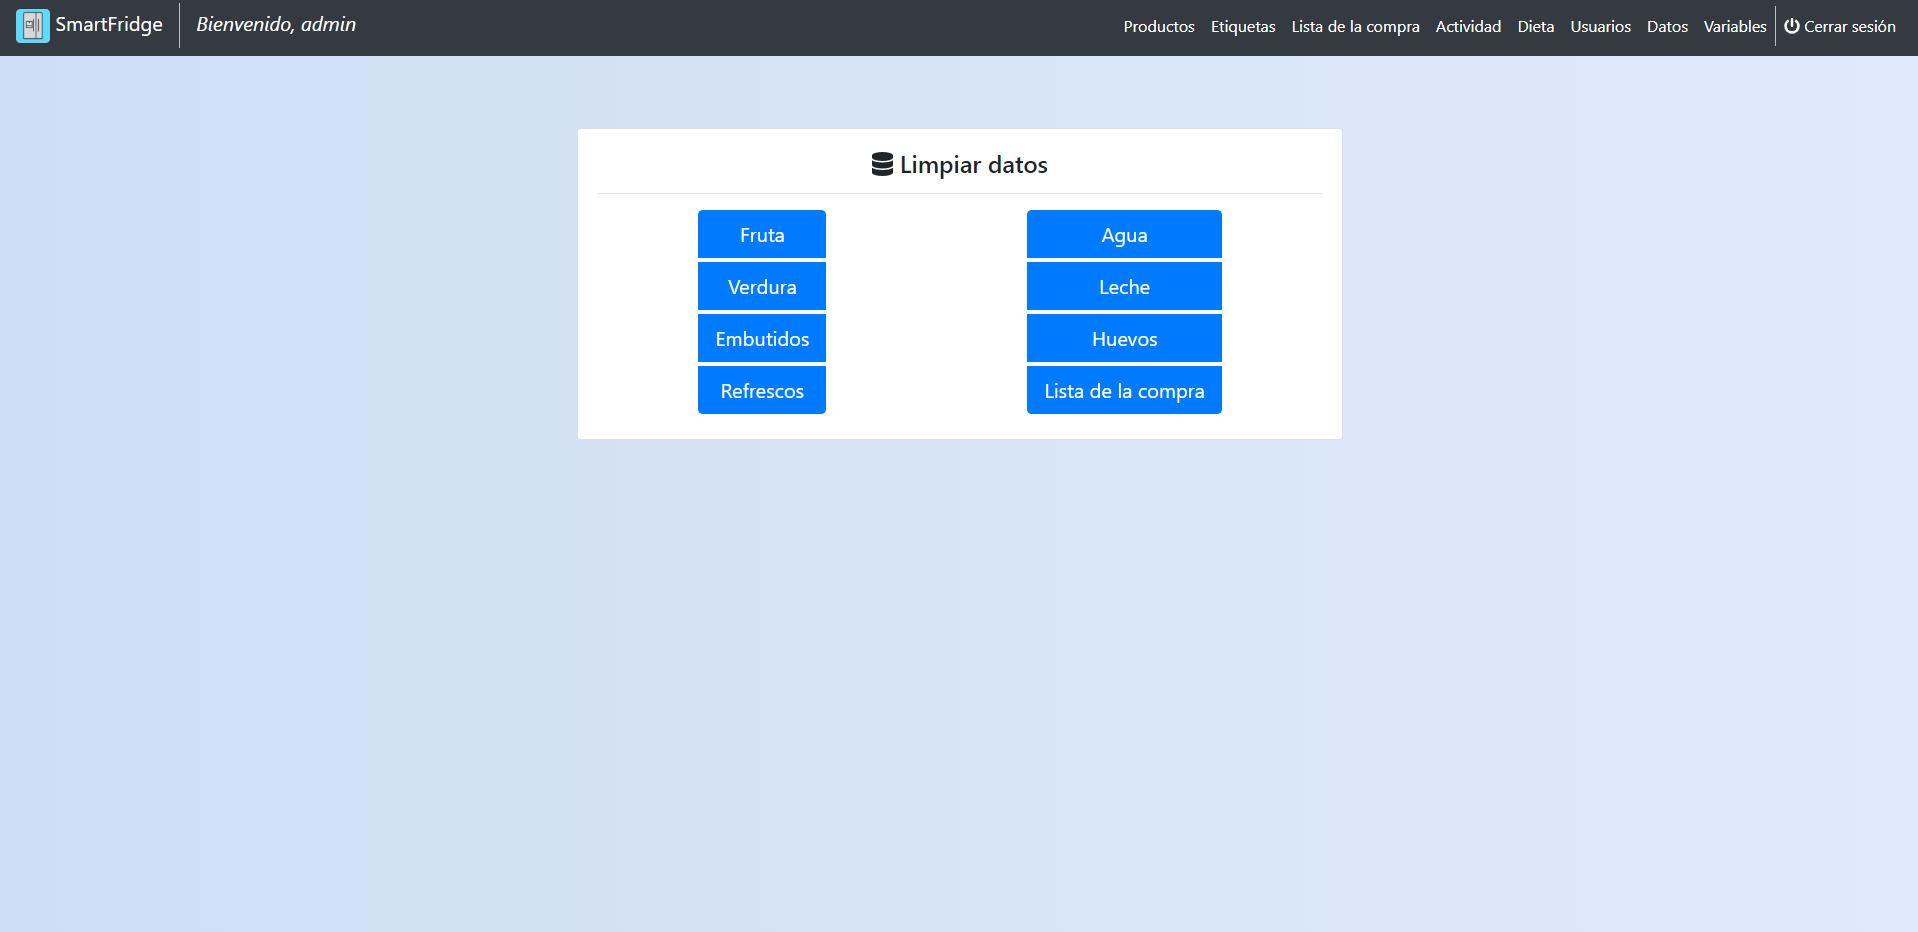 SmartFridge Bienvenido, admin Productos Etiquetas Lista de la compra Actividad Dieta Usuarios Datos Variables Cerrar sesión
Limpiar datos
Fruta Agua
Verdura Leche
Embutidos Huevos
Refrescos Lista de la compra